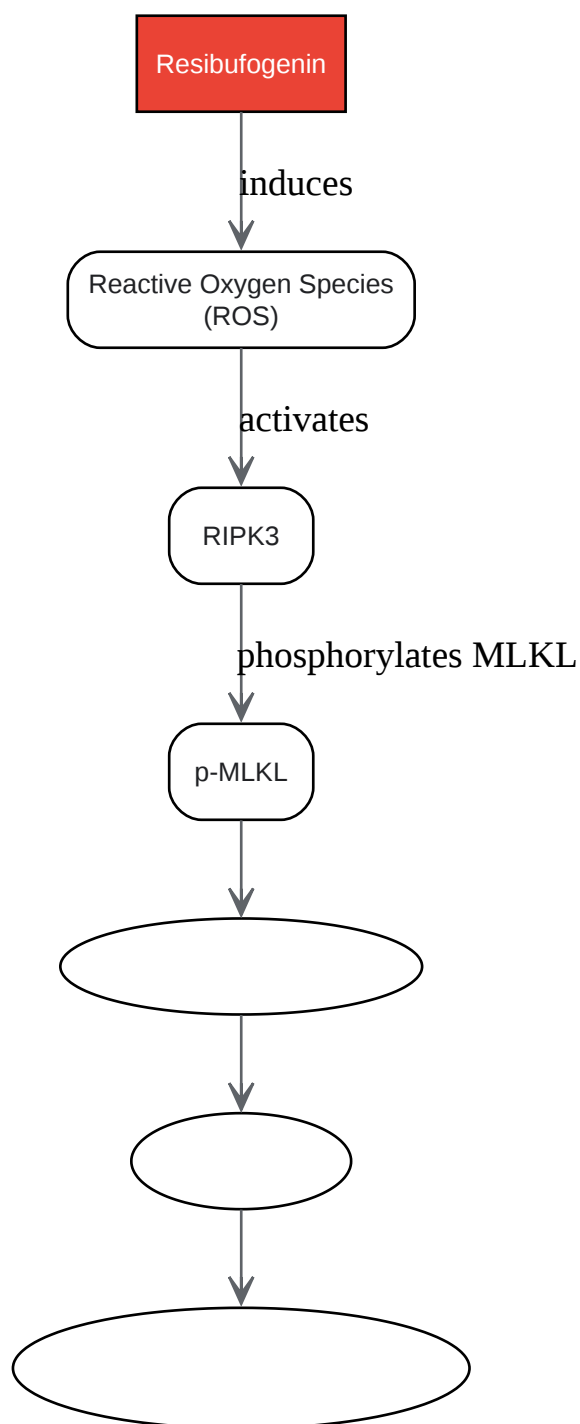 Resibufogenin
induces
Reactive Oxygen Species
(ROS)
activates
RIPK3
phosphorylates MLKL
p-MLKL